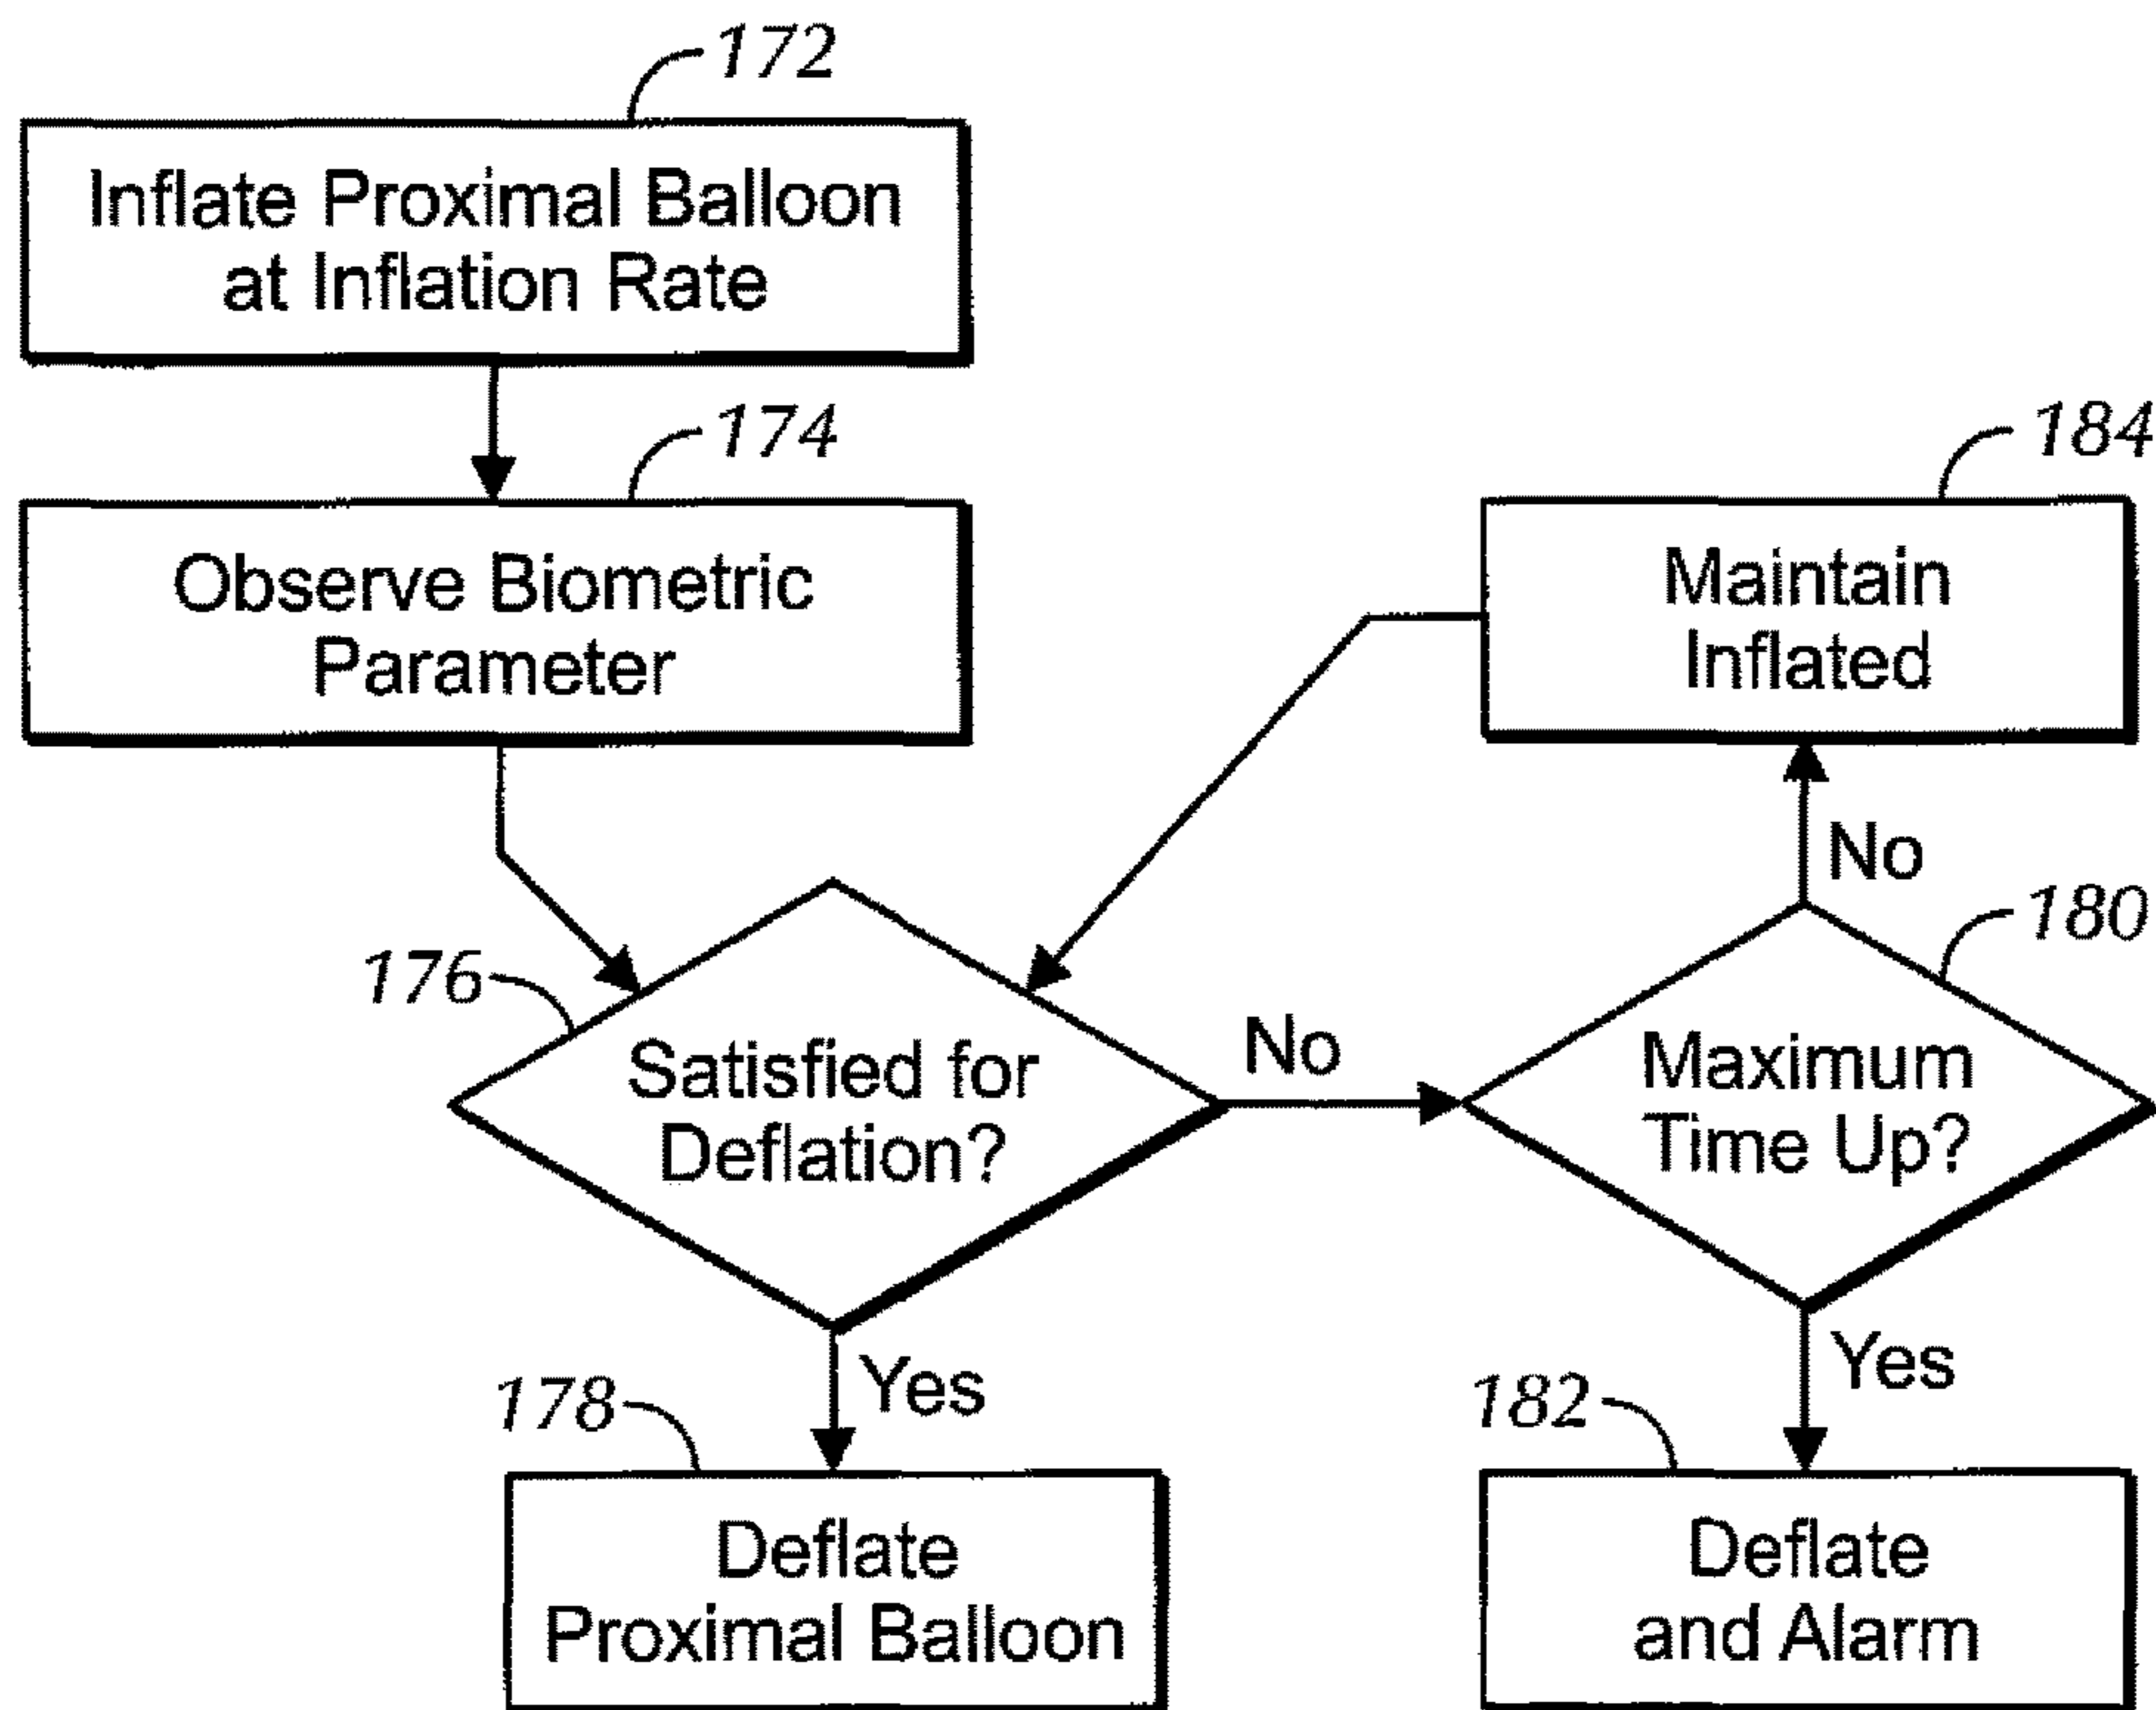 172
Inflate Proximal Balloon
at Inflation Rate
174
Observe Biometric
Parameter
184
Maintain
Inflated
No
180
176
Satisfied for
Deflation?
No
Maximum
Time Up?
Yes
178
Deflate
Proximal Balloon
Yes
182
Deflate
and Alarm